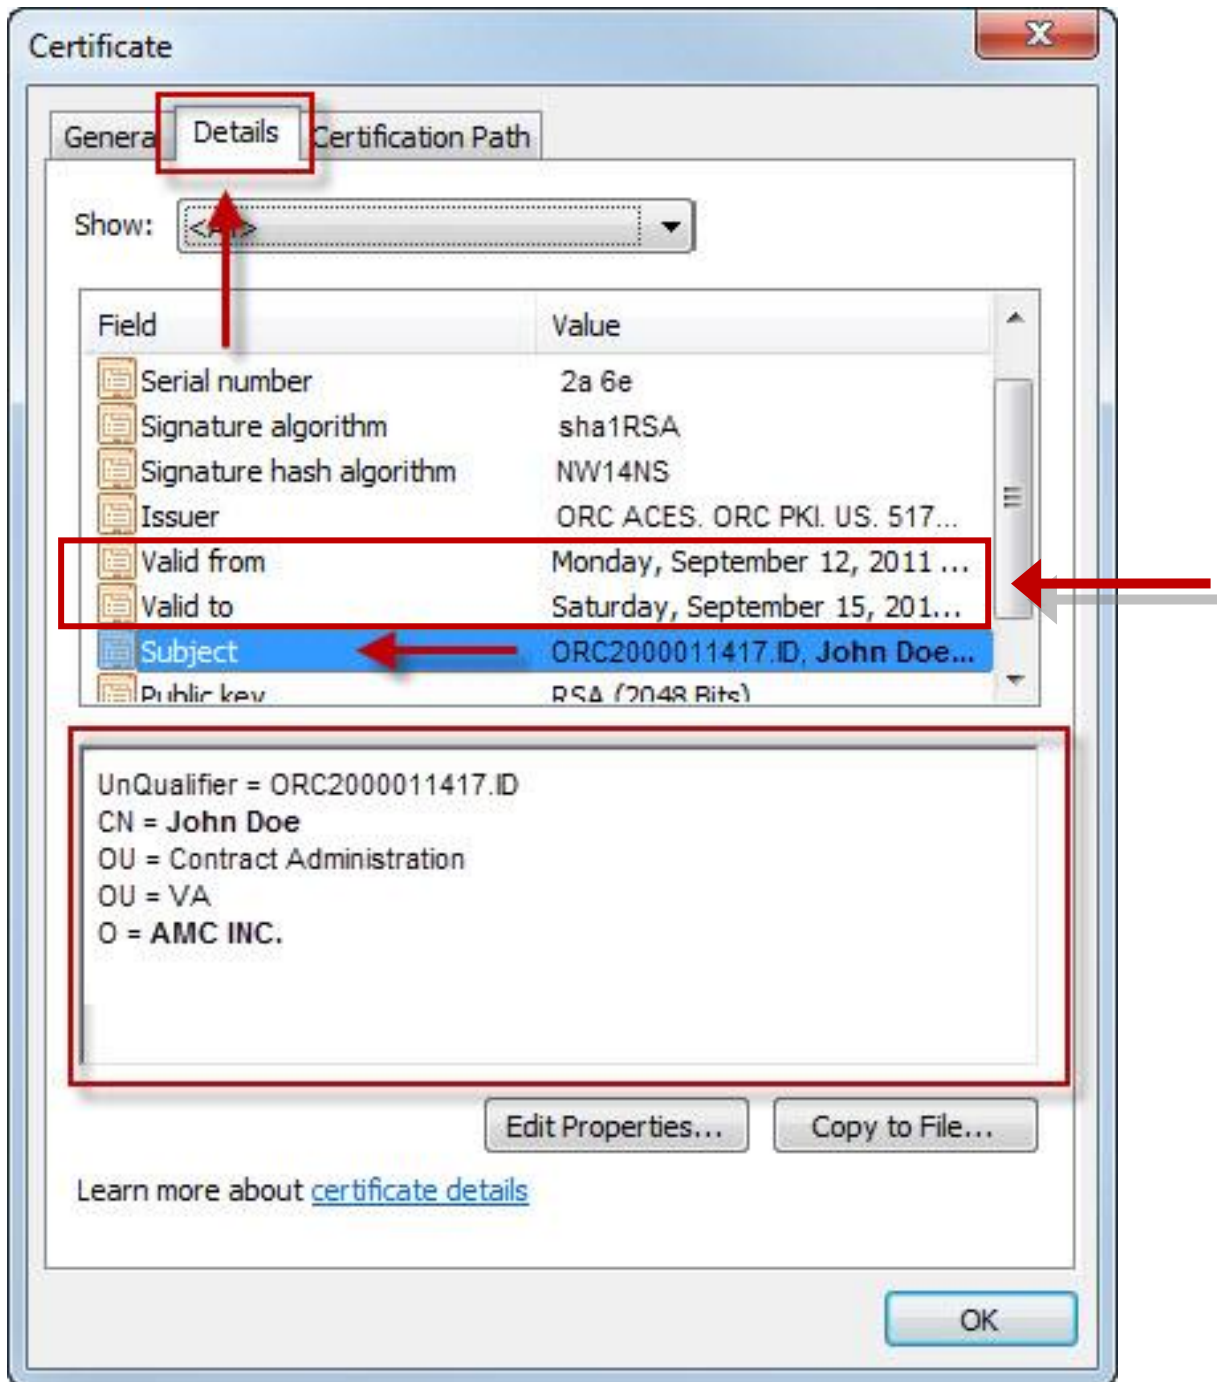 Certificate
Genera Details Certification Path
Show:
Field Value
Serial number 2a 6e
Signature algorithm sha1RSA
Signature hash algorithm NW14NS
Issuer ORC ACES. ORC PKI. US. 517...
Valid from Monday, September 12, 2011 ...
Valid to Saturday, September 15, 201...
Subject ORC2000011417.ID, John Doe...
Public key RSA (2048 Bits)
UnQualifier = ORC2000011417.ID
CN = John Doe
OU = Contract Administration
OU = VA
O = AMC INC.
Edit Properties... Copy to File...
Learn more about certificate details
OK